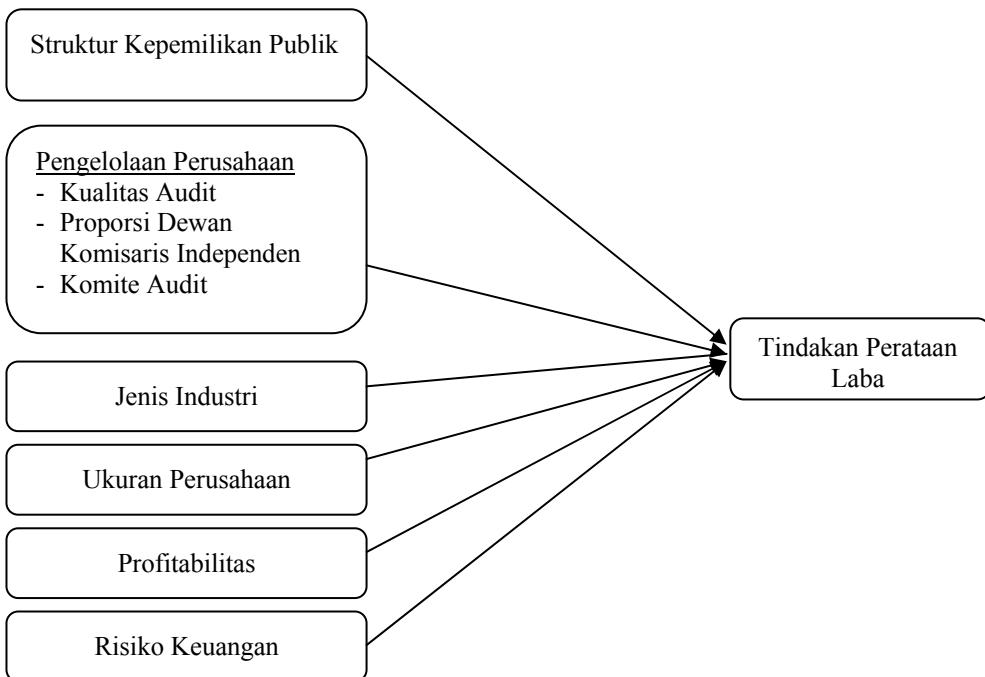 Struktur Kepemilikan Publik
Pengelolaan Perusahaan
- Kualitas Audit
- Proporsi Dewan
Komisaris Independen
- Komite Audit
Jenis Industri
Ukuran Perusahaan
Profitabilitas
Risiko Keuangan
Tindakan Perataan
Laba